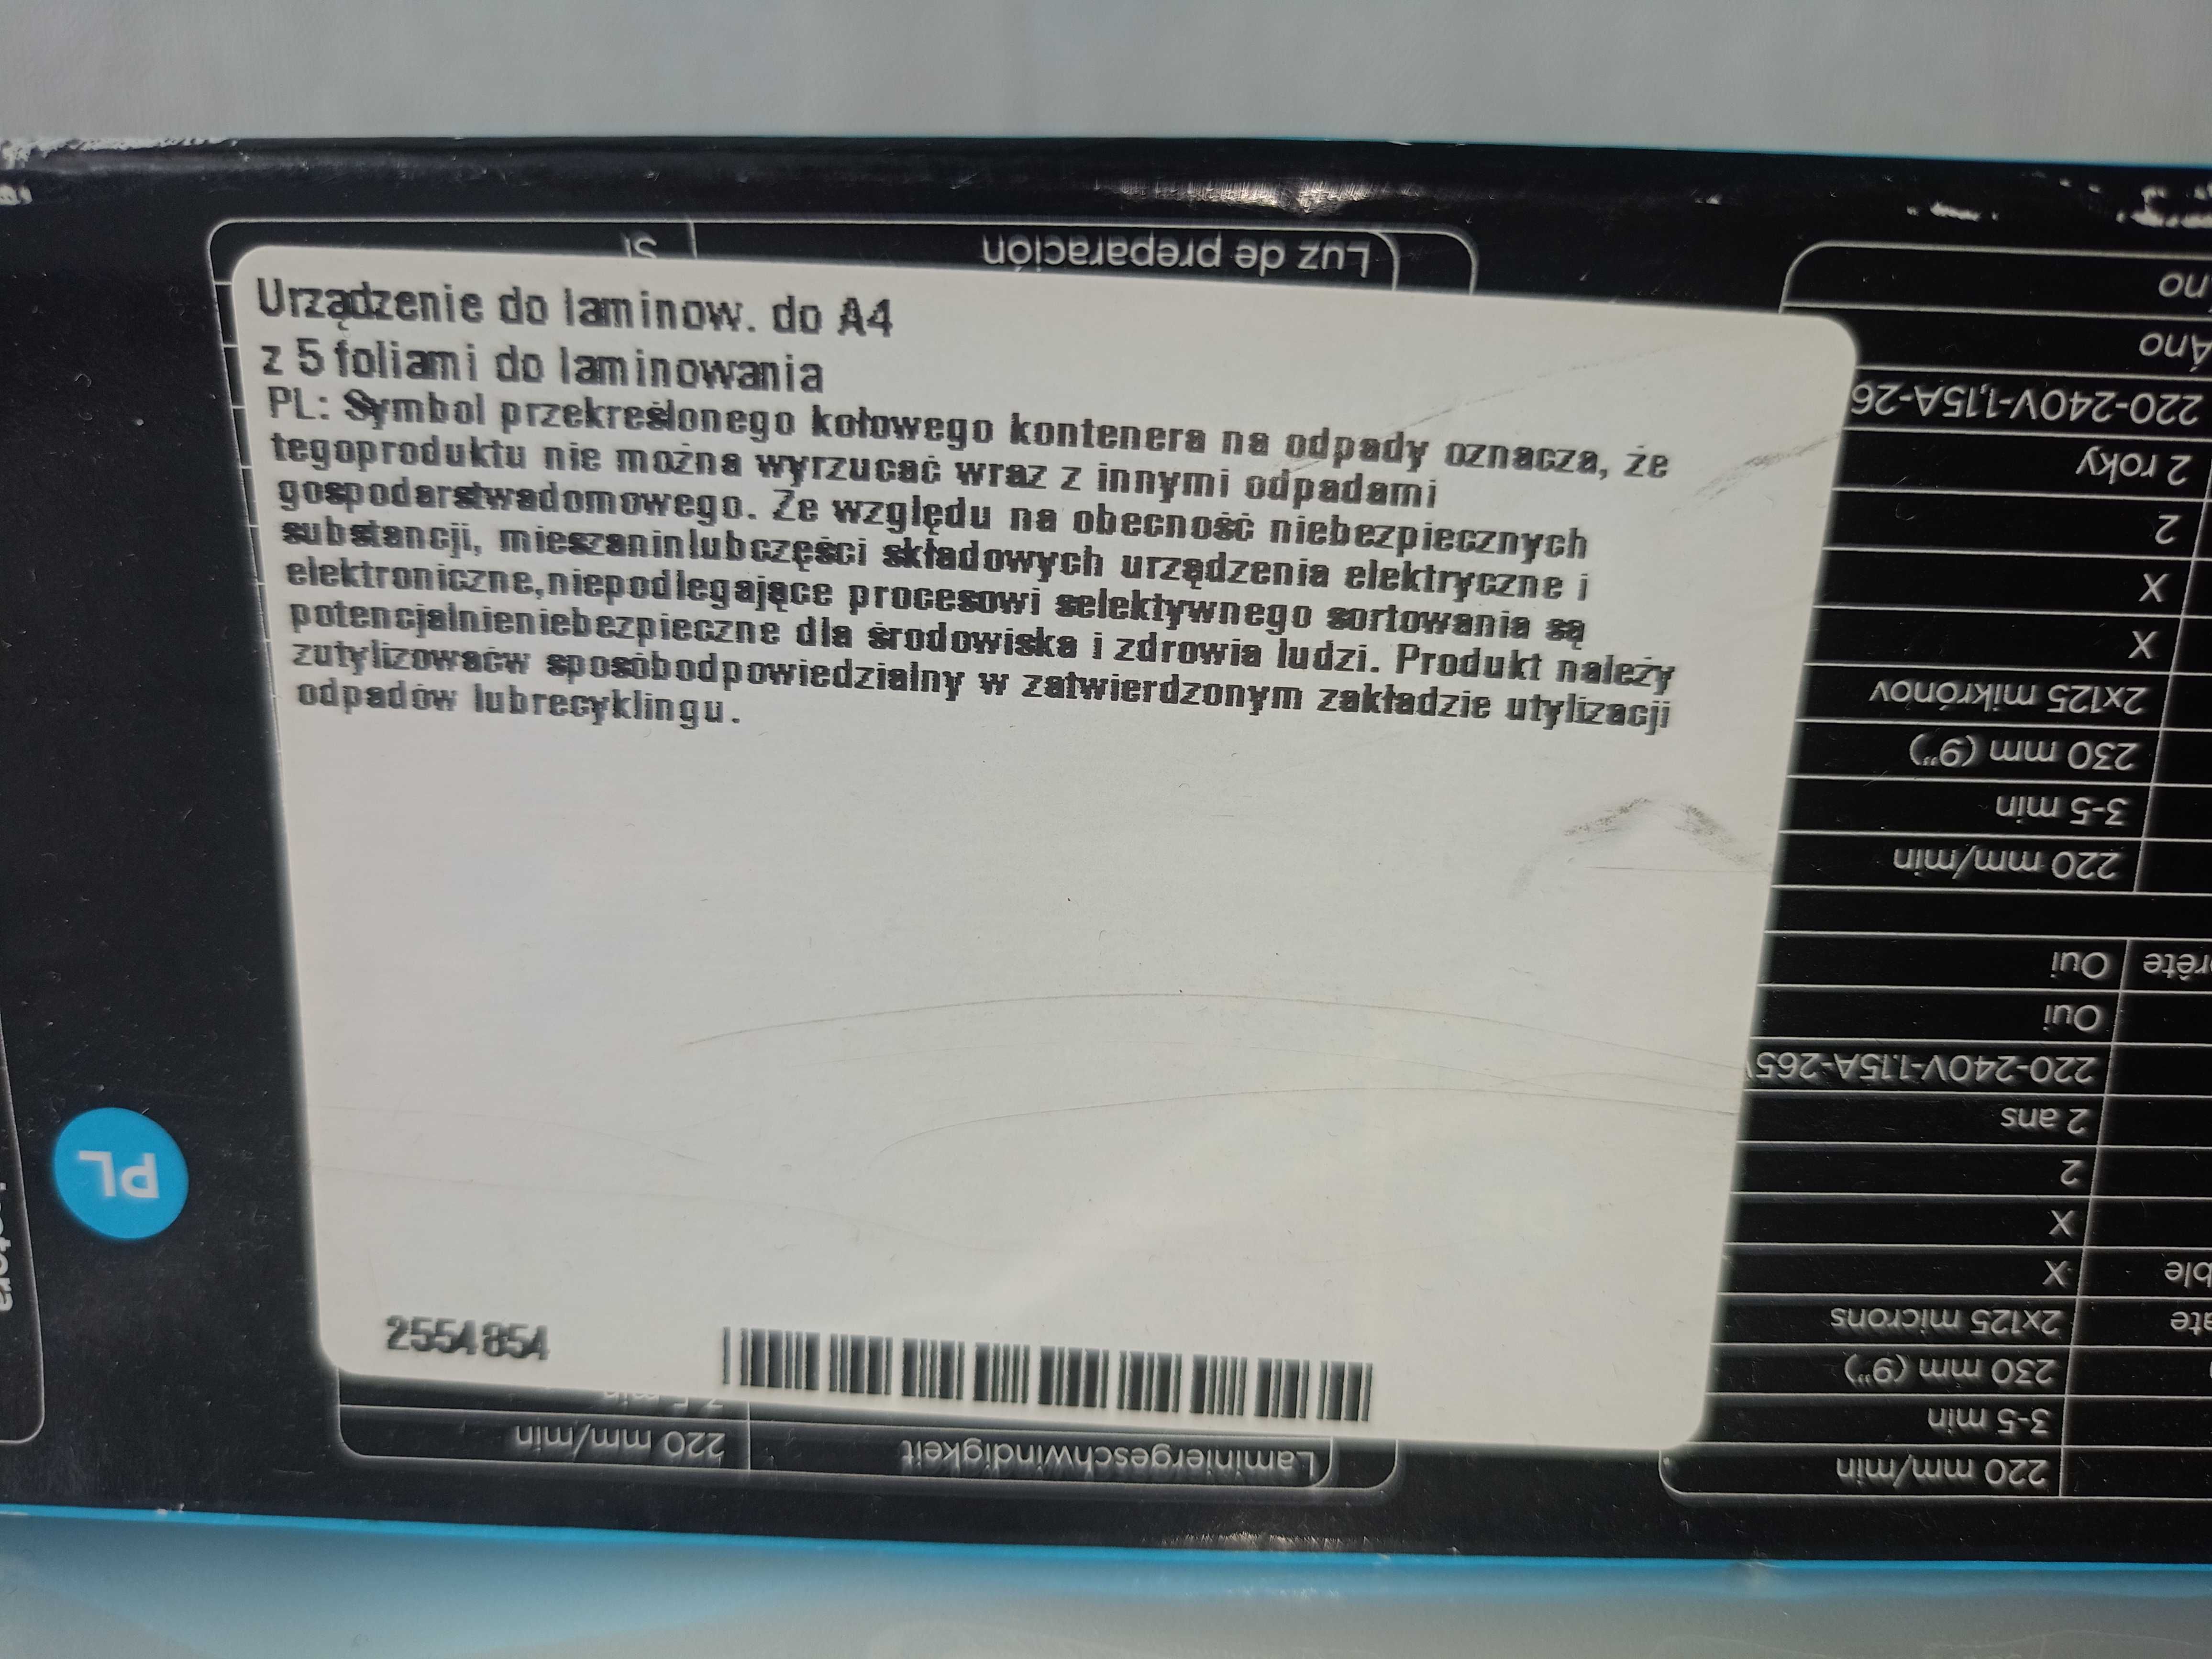 Urządzenie do laminow. do A4
z 5 foliami do laminowania
PL: Symbol przekreślonego kołowego kontenera na odpady oznacza, że
tegoproduktu nie można wyrzucać wraz z innymi odpadami
gospodarstwadomowego. Ze względu na obecność niebezpiecznych
substancji, mieszaninlubczęści składowych urządzenia elektryczne i
elektroniczne,niepodlegające procesowi selektywnego sortowania są
potencjalnieniebezpieczne dla środowiska i zdrowia ludzi. Produkt należy
zutylizowaćw sposóbodpowiedzialny w zatwierdzonym zakładzie utylizacji
odpadów lubrecyklingu.
2554854
PL
Luz de preparación
Sí
Laminiergeschwindigkeit 220 mm/min
220 mm/min
3-5 min
230 mm (9")
2x125 microns
X
X
2
2 ans
220-240V-1.15A-265
Oui
Oui
220 mm/min
3-5 min
230 mm (9")
2x125 mikrónov
X
X
2
2 roky
220-240V-1,15A-26
Áno